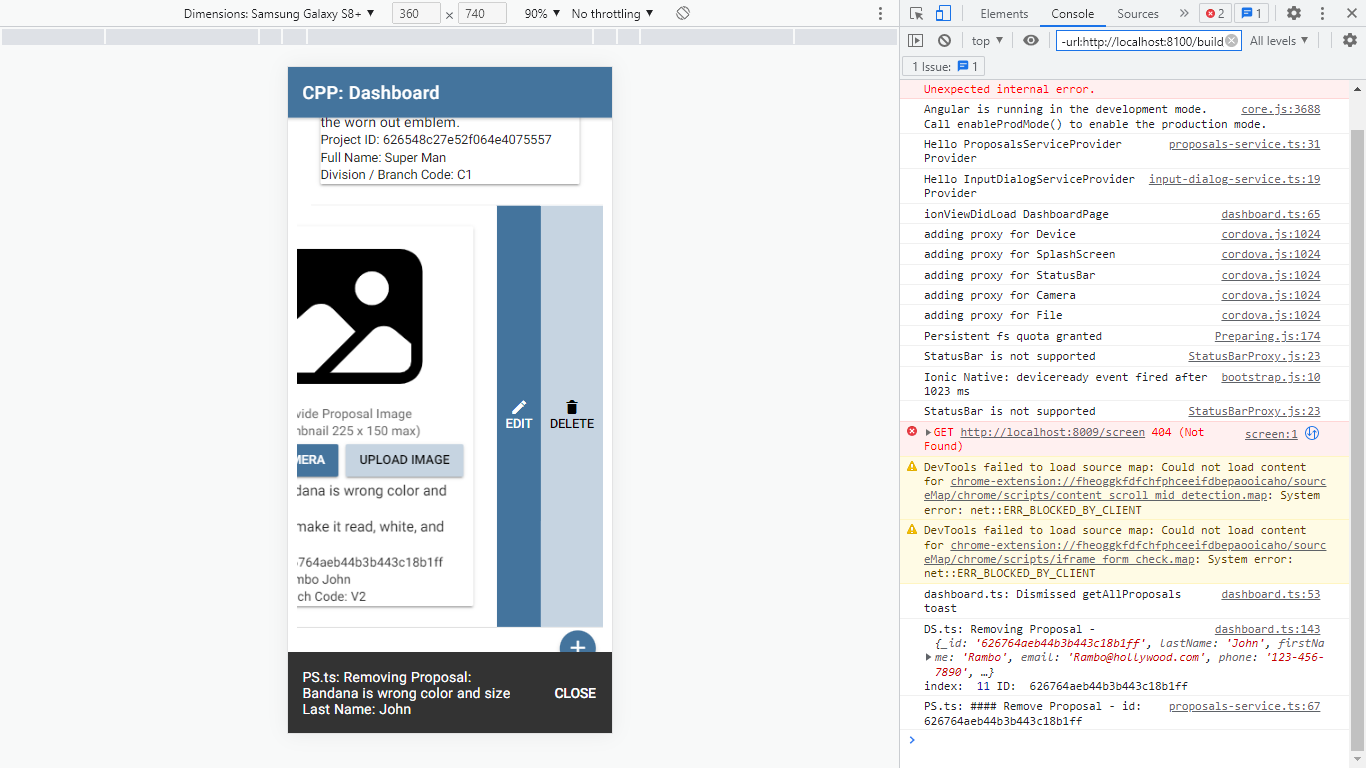 Dimensions: Samsung Galaxy S8+ ▼ 360 × 740 90% ▼ No throttling ▼
Elements Console Sources » 2 1
top ▼ -url:http://localhost:8100/build All levels ▼
1 Issue: 1
CPP: Dashboard
the worn out emblem.
Project ID: 626548c27e52f064e4075557
Full Name: Super Man
Division / Branch Code: C1
vide Proposal Image
nbnail 225 x 150 max)
MERA UPLOAD IMAGE
ndana is wrong color and
make it read, white, and
626764aeb44b3b443c18b1ff
mbo John
ch Code: V2
EDIT
DELETE
+
PS.ts: Removing Proposal:
Bandana is wrong color and size
Last Name: John
CLOSE
Unexpected internal error.
Angular is running in the development mode. core.js:3688
Call enableProdMode() to enable the production mode.
Hello ProposalsServiceProvider proposals-service.ts:31
Provider
Hello InputDialogServiceProvider input-dialog-service.ts:19
Provider
ionViewDidLoad DashboardPage dashboard.ts:65
adding proxy for Device cordova.js:1024
adding proxy for SplashScreen cordova.js:1024
adding proxy for StatusBar cordova.js:1024
adding proxy for Camera cordova.js:1024
adding proxy for File cordova.js:1024
Persistent fs quota granted Preparing.js:174
StatusBar is not supported StatusBarProxy.js:23
Ionic Native: deviceready event fired after bootstrap.js:10
1023 ms
StatusBar is not supported StatusBarProxy.js:23
GET http://localhost:8009/screen 404 (Not screen:1
Found)
DevTools failed to load source map: Could not load content
for chrome-extension://fheoggkfdfchfphceeifdbepaooicaho/sourc
eMap/chrome/scripts/content_scroll_mid_detection.map: System
error: net::ERR_BLOCKED_BY_CLIENT
DevTools failed to load source map: Could not load content
for chrome-extension://fheoggkfdfchfphceeifdbepaooicaho/sourc
eMap/chrome/scripts/iframe_form_check.map: System error:
net::ERR_BLOCKED_BY_CLIENT
dashboard.ts: Dismissed getAllProposals dashboard.ts:53
toast
DS.ts: Removing Proposal - dashboard.ts:143
{_id: '626764aeb44b3b443c18b1ff', lastName: 'John', firstNa
me: 'Rambo', email: 'Rambo@hollywood.com', phone: '123-456-
7890', …}
index: 11 ID: 626764aeb44b3b443c18b1ff
PS.ts: #### Remove Proposal - id: proposals-service.ts:67
626764aeb44b3b443c18b1ff